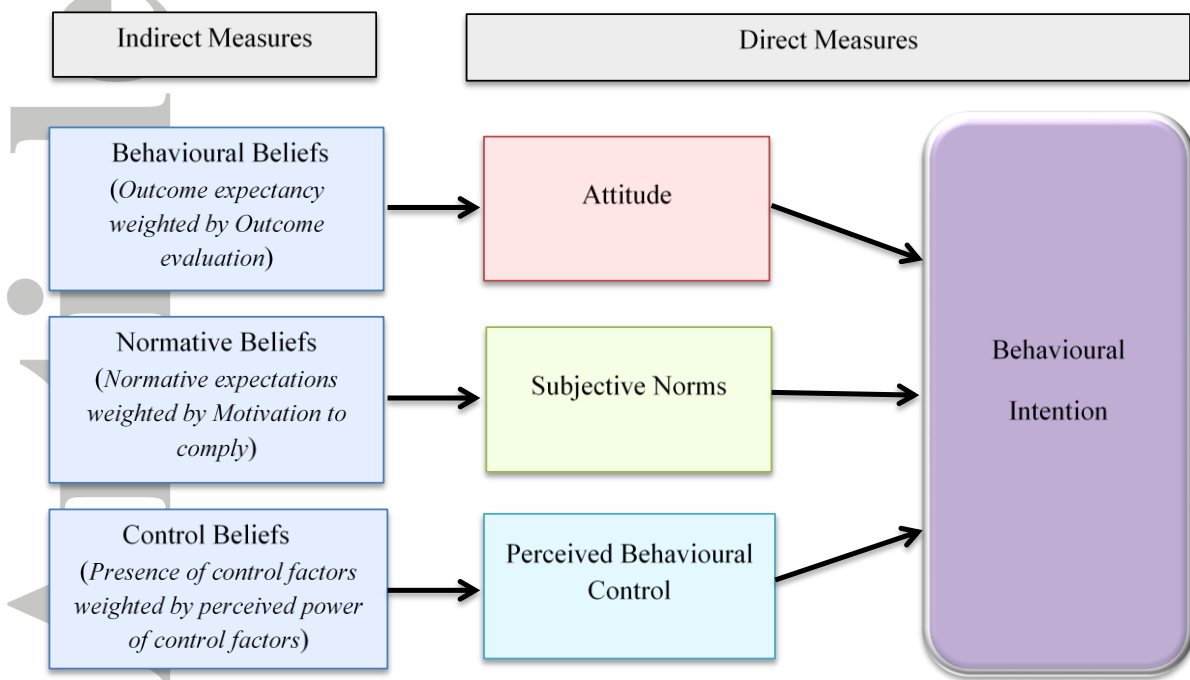 Indirect Measures
Direct Measures
Behavioural Beliefs
(Outcome expectancy
weighted by Outcome
evaluation)
Attitude
Normative Beliefs
(Normative expectations
weighted by Motivation to
comply)
Subjective Norms
Behavioural
Intention
Control Beliefs
(Presence of control factors
weighted by perceived power
of control factors)
Perceived Behavioural
Control